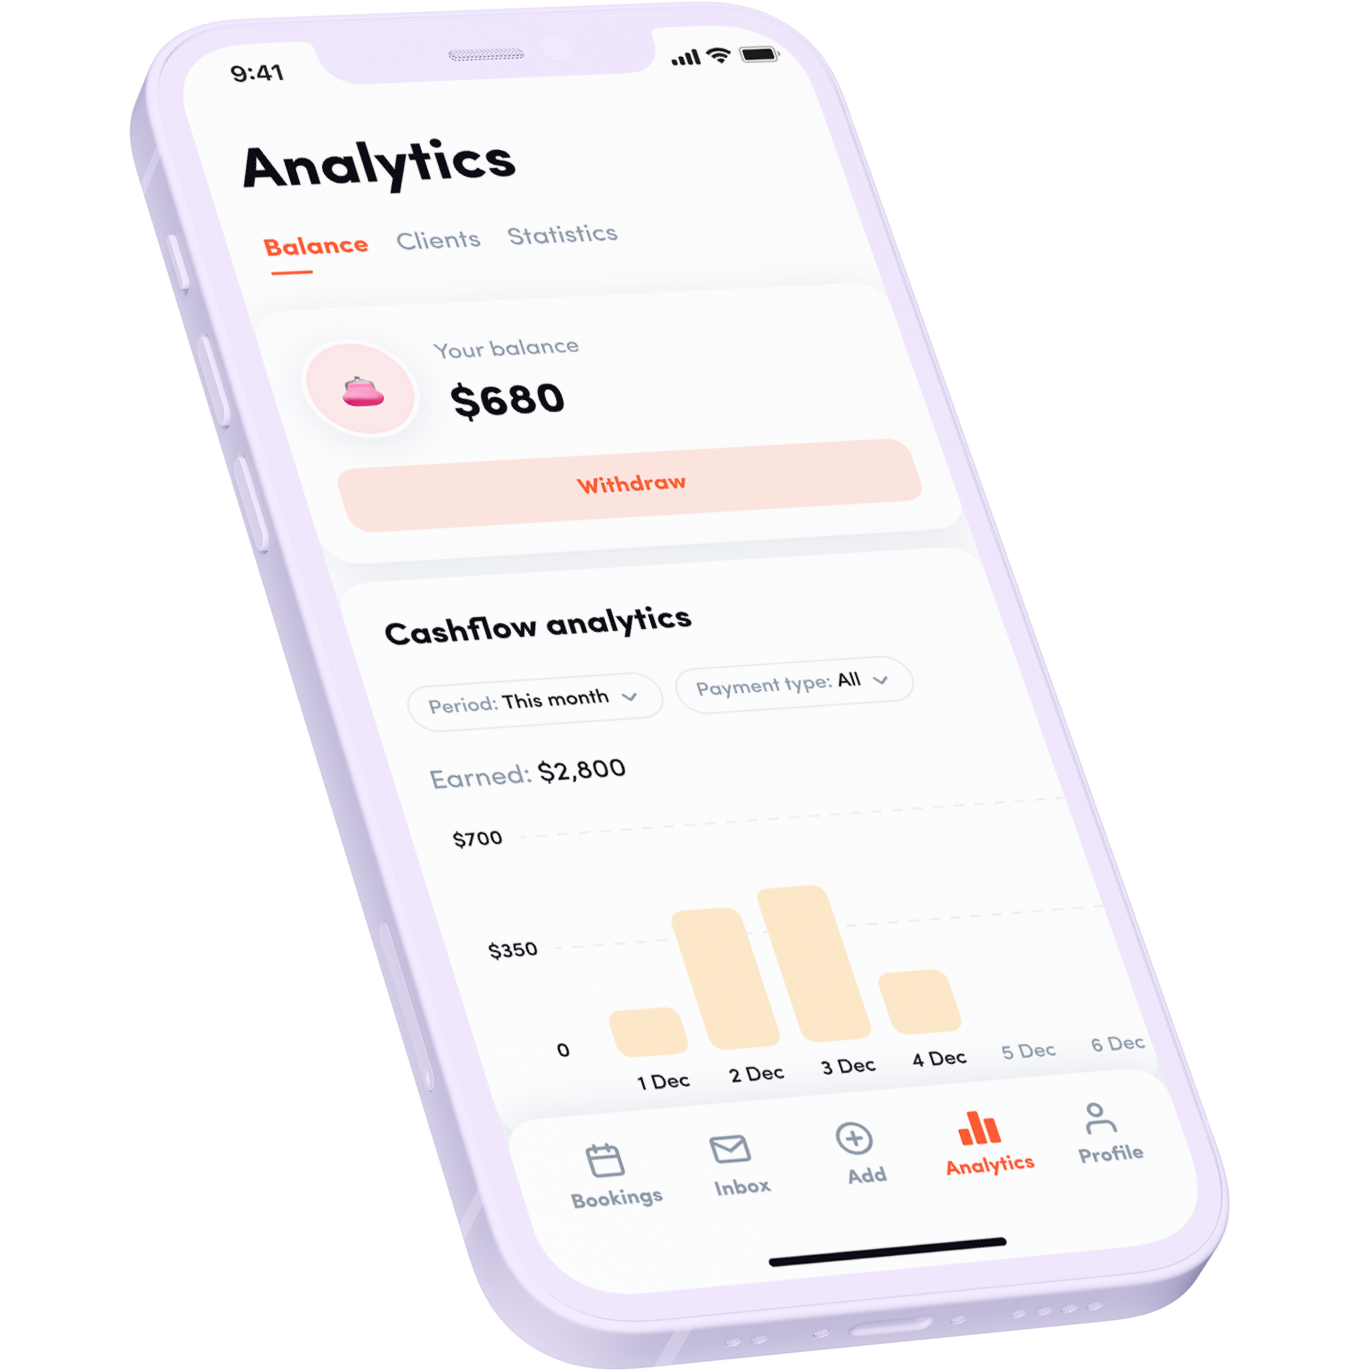 9:41
Analytics
Balance Clients Statistics
Your balance
$680
Withdraw
Cashflow analytics
Period: This month Payment type: All
Earned: $2,800
$700
$350
0
1 Dec 2 Dec 3 Dec 4 Dec 5 Dec 6 Dec
Bookings Inbox Add Analytics Profile